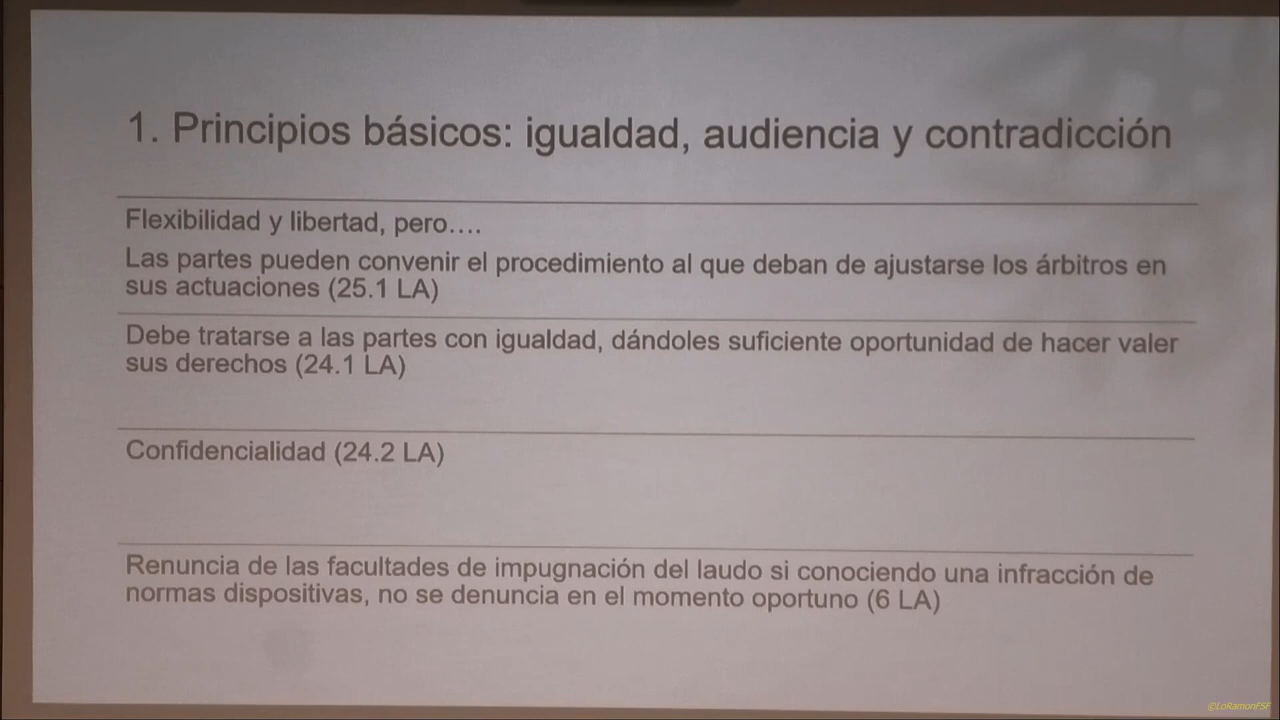 1. Principios básicos: igualdad, audiencia y contradicción
Flexibilidad y libertad, pero....
Las partes pueden convenir el procedimiento al que deban de ajustarse los árbitros en
sus actuaciones (25.1 LA)
Debe tratarse a las partes con igualdad, dándoles suficiente oportunidad de hacer valer
sus derechos (24.1 LA)
Confidencialidad (24.2 LA)
Renuncia de las facultades de impugnación del laudo si conociendo una infracción de
normas dispositivas, no se denuncia en el momento oportuno (6 LA)
©LoRamonFSF